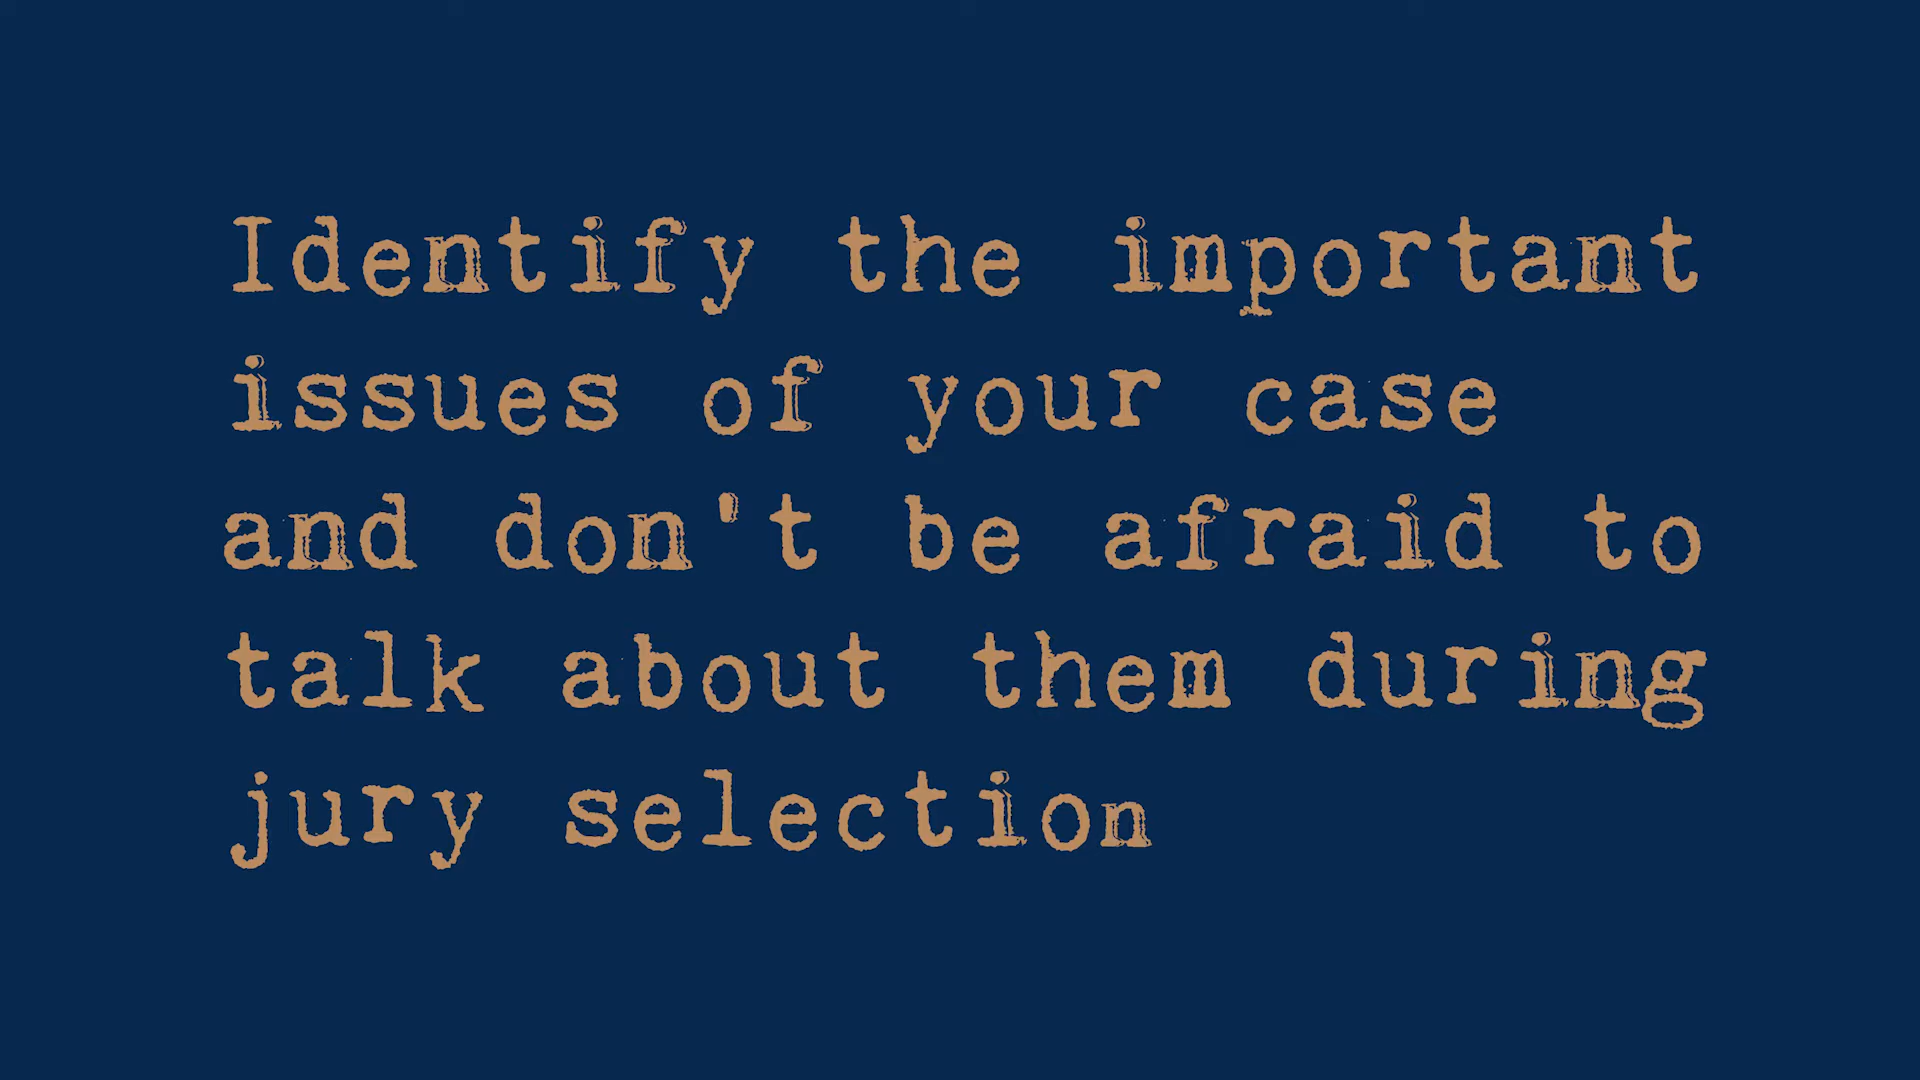 Identify the important
issues of your case
and don't be afraid to
talk about them during
jury selection